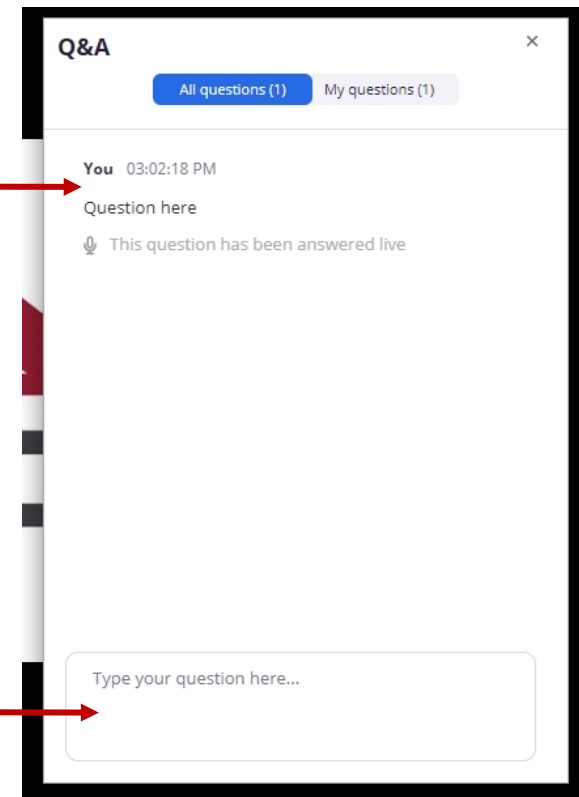 Q&A
All questions (1) My questions (1)
You 03:02:18 PM
Question here
This question has been answered live
Type your question here...